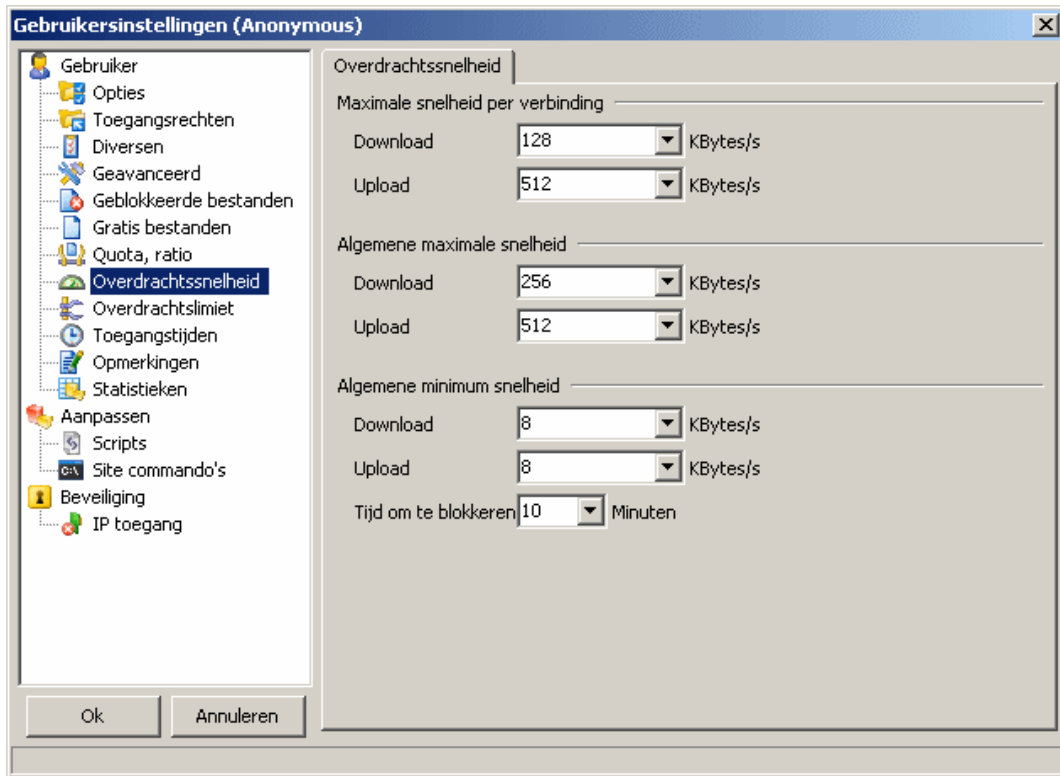 Gebruikersinstellingen (Anonymous)
Gebruiker
Opties
Toegangsrechten
Diversen
Geavanceerd
Geblokkeerde bestanden
Gratis bestanden
Quota, ratio
Overdrachtssnelheid
Overdrachtslimiet
Toegangstijden
Opmerkingen
Statistieken
Aanpassen
Scripts
Site commando's
Beveiliging
IP toegang
Ok
Annuleren
Overdrachtssnelheid
Maximale snelheid per verbinding
Download 128 KBytes/s
Upload 512 KBytes/s
Algemene maximale snelheid
Download 256 KBytes/s
Upload 512 KBytes/s
Algemene minimum snelheid
Download 8 KBytes/s
Upload 8 KBytes/s
Tijd om te blokkeren 10 Minuten